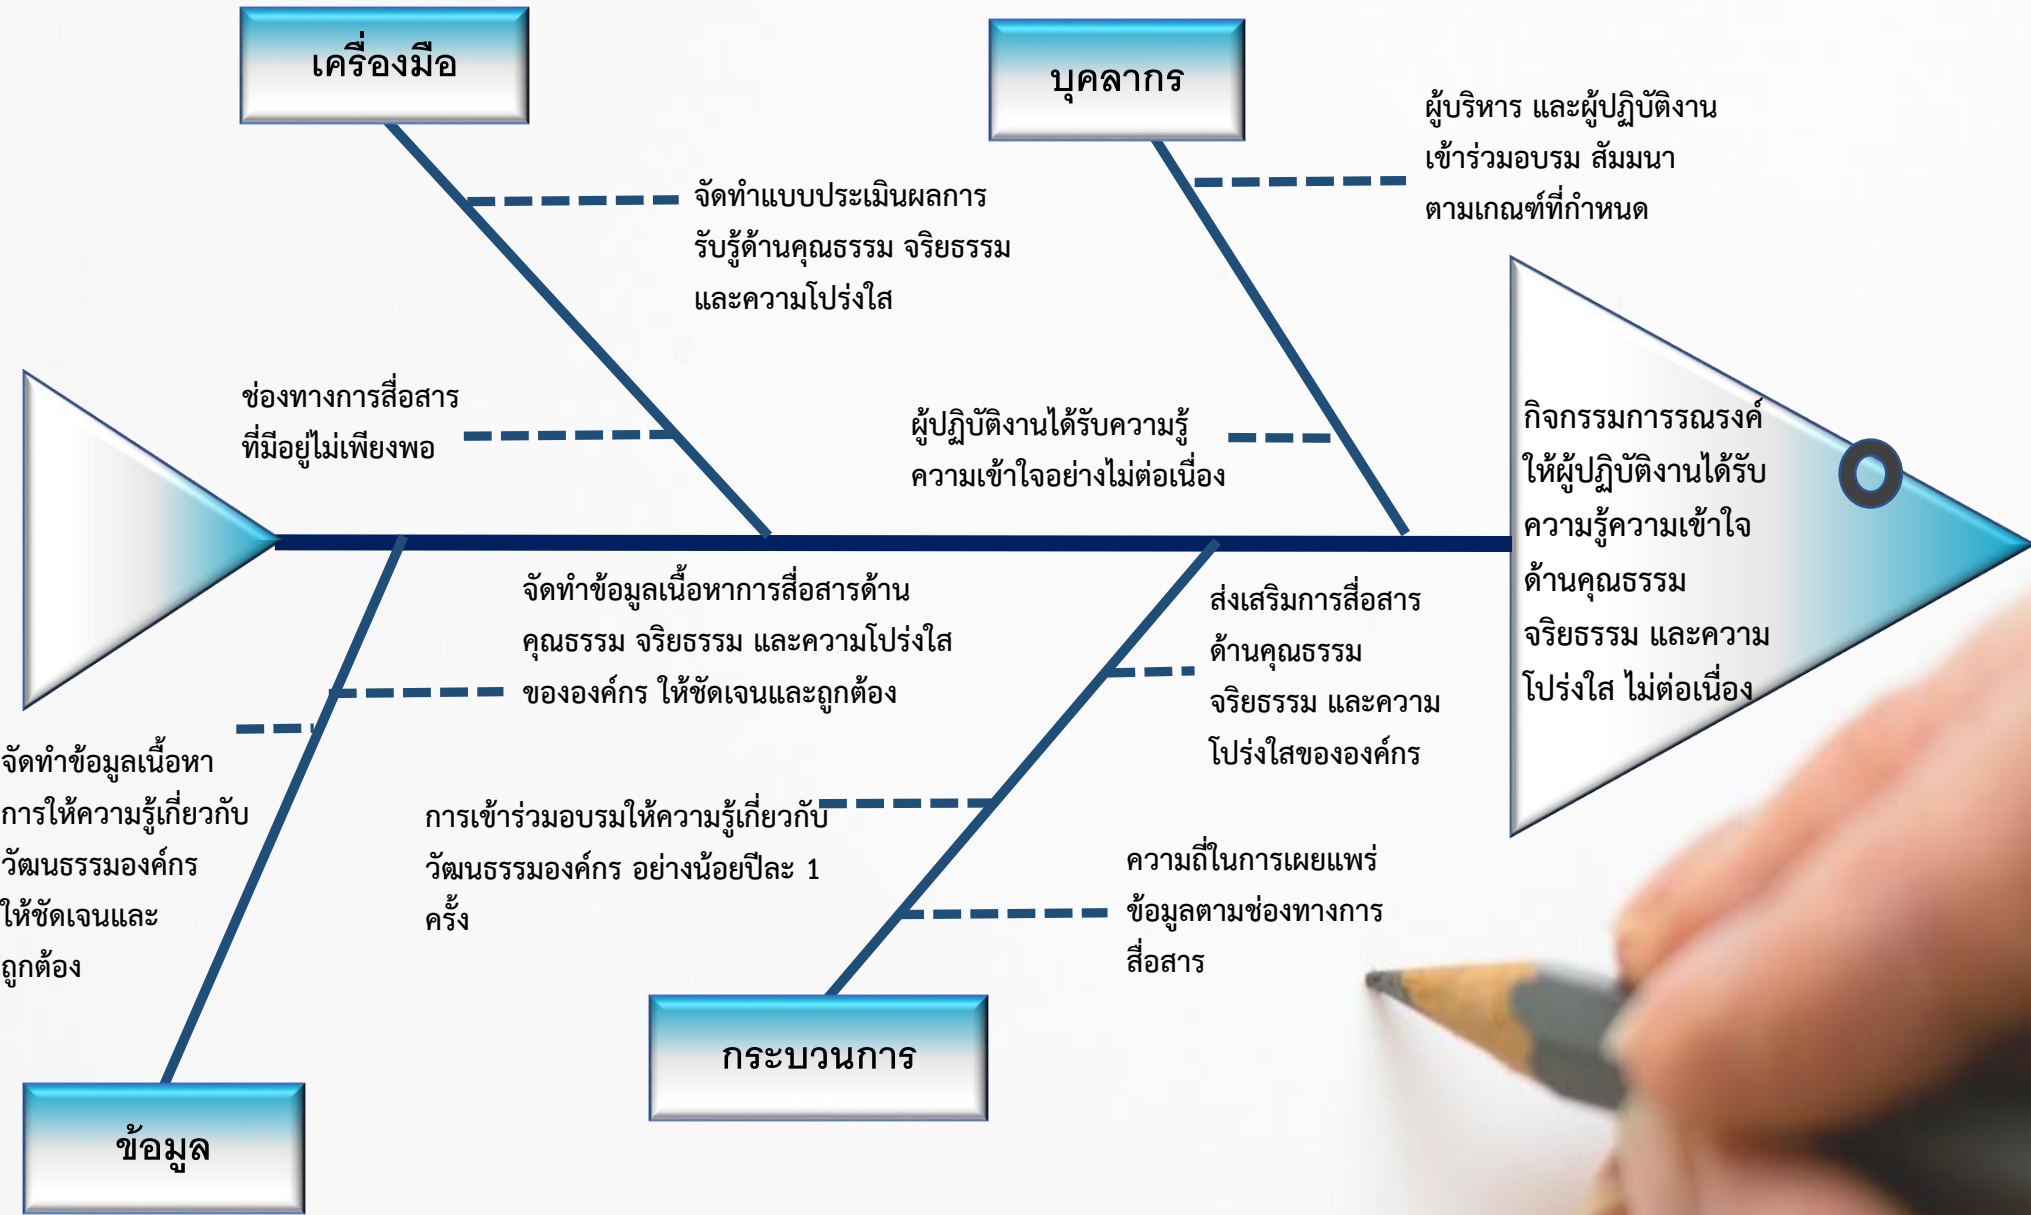 เครื่องมือ
บุคลากร
ผู้บริหาร และผู้ปฏิบัติงาน
เข้าร่วมอบรม สัมมนา
ตามเกณฑ์ที่กำหนด
จัดทำแบบประเมินผลการ
รับรู้ด้านคุณธรรม จริยธรรม
และความโปร่งใส
ช่องทางการสื่อสาร
ที่มีอยู่ไม่เพียงพอ
ผู้ปฏิบัติงานได้รับความรู้
ความเข้าใจอย่างไม่ต่อเนื่อง
กิจกรรมการรณรงค์
ให้ผู้ปฏิบัติงานได้รับ
ความรู้ความเข้าใจ
ด้านคุณธรรม
จริยธรรม และความ
โปร่งใส ไม่ต่อเนื่อง
จัดทำข้อมูลเนื้อหาการสื่อสารด้าน
คุณธรรม จริยธรรม และความโปร่งใส
ขององค์กร ให้ชัดเจนและถูกต้อง
ส่งเสริมการสื่อสาร
ด้านคุณธรรม
จริยธรรม และความ
โปร่งใสขององค์กร
จัดทำข้อมูลเนื้อหา
การให้ความรู้เกี่ยวกับ
วัฒนธรรมองค์กร
ให้ชัดเจนและ
ถูกต้อง
การเข้าร่วมอบรมให้ความรู้เกี่ยวกับ
วัฒนธรรมองค์กร อย่างน้อยปีละ 1
ครั้ง
ความถี่ในการเผยแพร่
ข้อมูลตามช่องทางการ
สื่อสาร
กระบวนการ
ข้อมูล